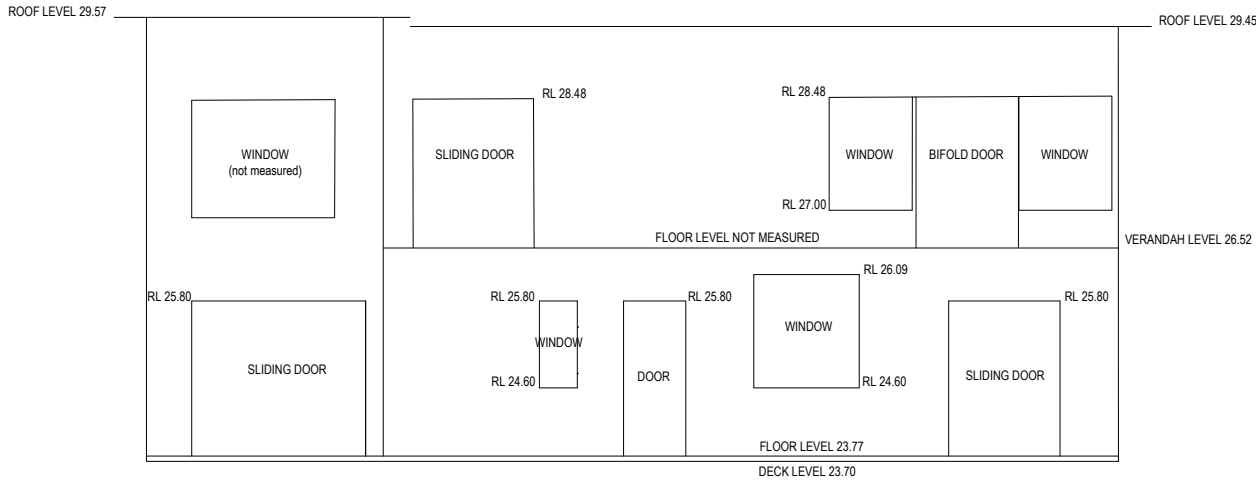 ROOF LEVEL 29.57
ROOF LEVEL 29.45
RL 28.48
RL 28.48
WINDOW
(not measured)
SLIDING DOOR
WINDOW
BIFOLD DOOR
WINDOW
RL 27.00
FLOOR LEVEL NOT MEASURED
VERANDAH LEVEL 26.52
RL 26.09
RL 25.80
RL 25.80
RL 25.80
RL 25.80
WINDOW
WINDOW
SLIDING DOOR
DOOR
SLIDING DOOR
RL 24.60
RL 24.60
FLOOR LEVEL 23.77
DECK LEVEL 23.70